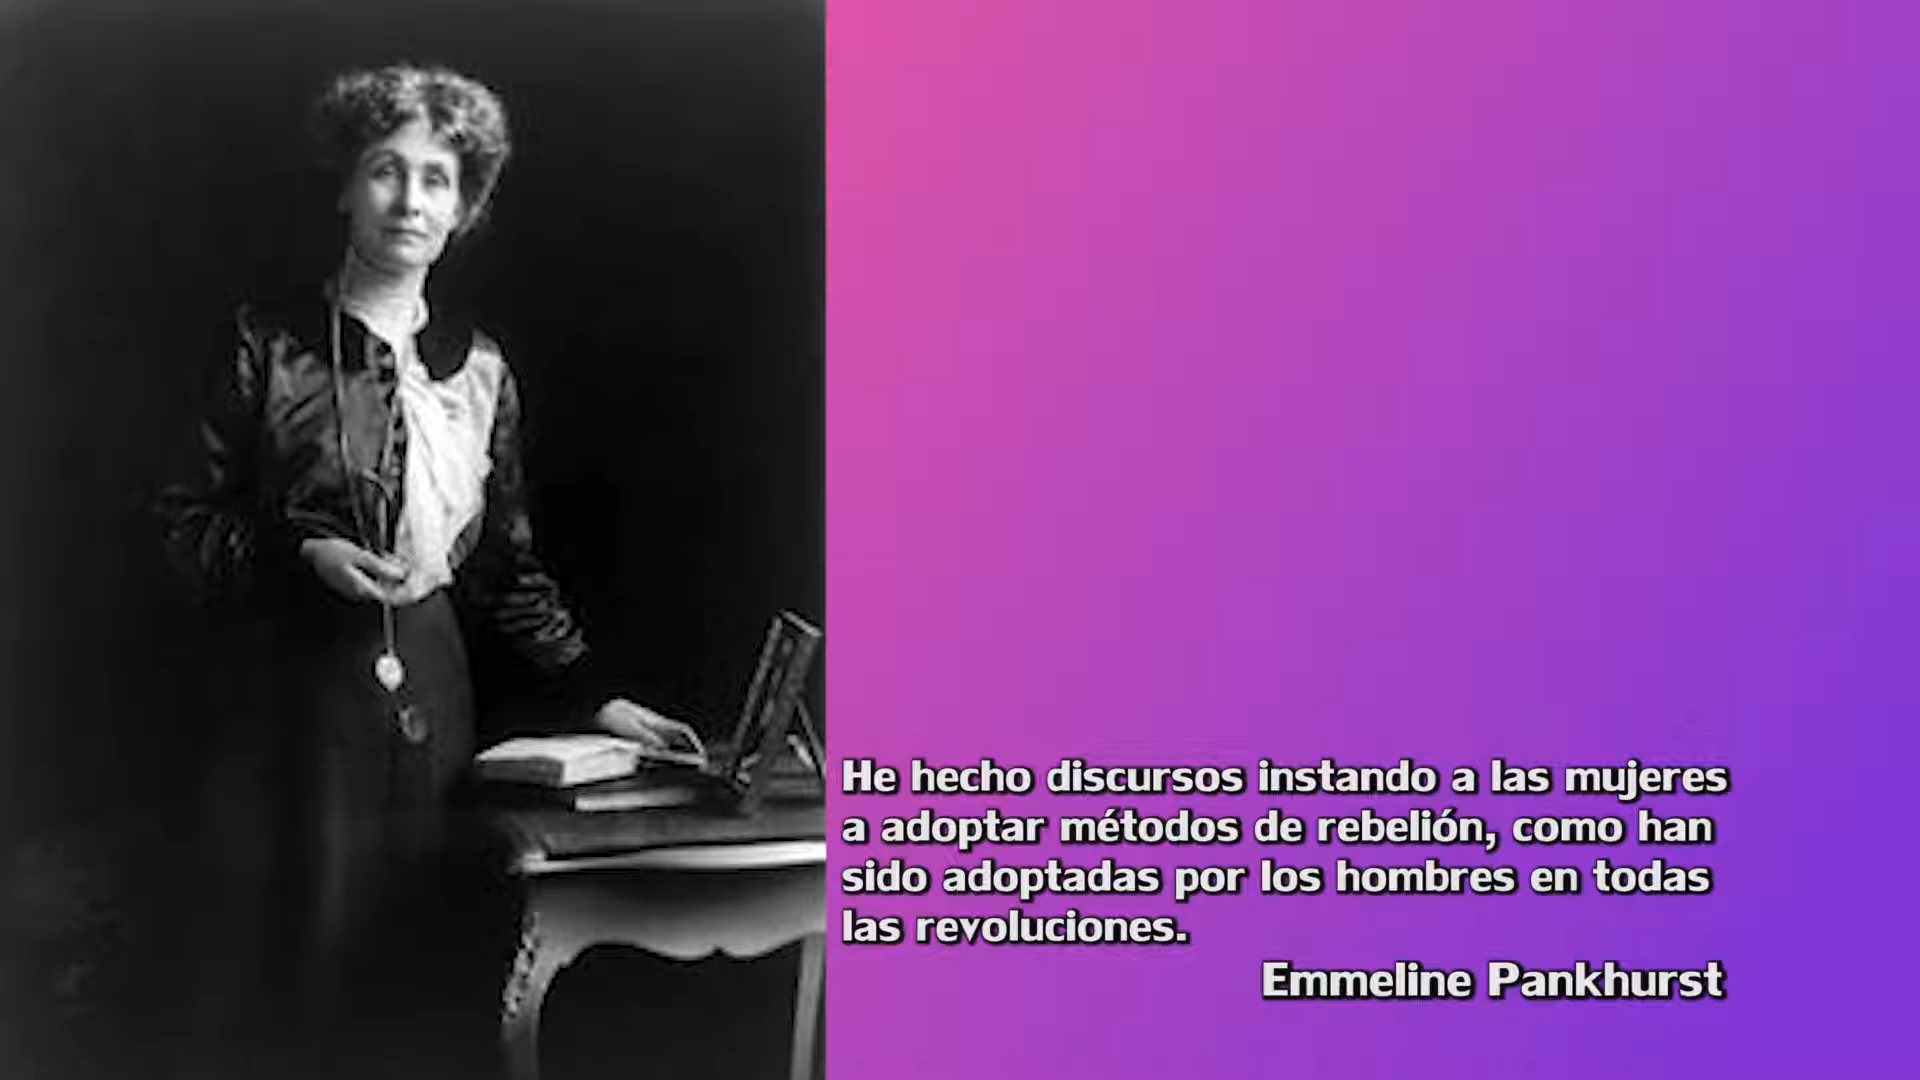 He hecho discursos instando a las mujeres
a adoptar métodos de rebelión, como han
sido adoptadas por los hombres en todas
las revoluciones.
Emmeline Pankhurst